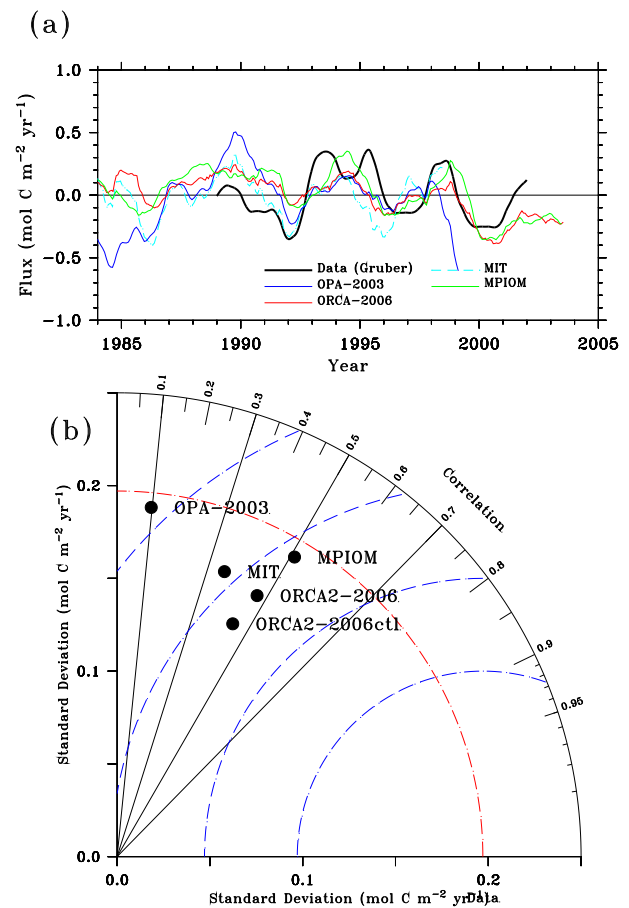 (a)
1.0
0.5
0.0
-0.5
-1.0
Flux (mol C m⁻² yr⁻¹)
Data (Gruber)
OPA-2003
ORCA-2006
MIT
MPIOM
1985
1990
1995
2000
2005
Year
(b)
0.1
0.2
0.3
0.4
0.5
0.6
0.7
0.8
0.9
0.95
Correlation
OPA-2003
MPIOM
MIT
ORCA2-2006
ORCA2-2006ctl
0.2
0.1
0.0
Standard Deviation (mol C m⁻² yr⁻¹)
0.0
0.1
0.2
Standard Deviation (mol C m⁻² yr⁻¹)
Data